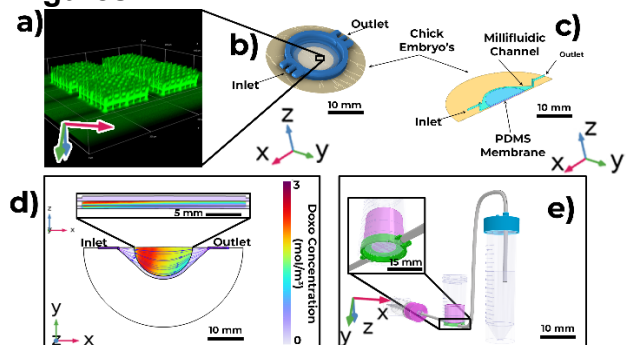 a)
b)
Outlet
Inlet
10 mm
z
x
y
Chick
Embryo's
c)
Millifluidic
Channel
Outlet
Inlet
10 mm
PDMS
Membrane
z
x
y
d)
z
x
5 mm
Inlet
Outlet
y
z
x
10 mm
3
Doxo Concentration
(mol/m³)
0
e)
15 mm
x
y
z
10 mm